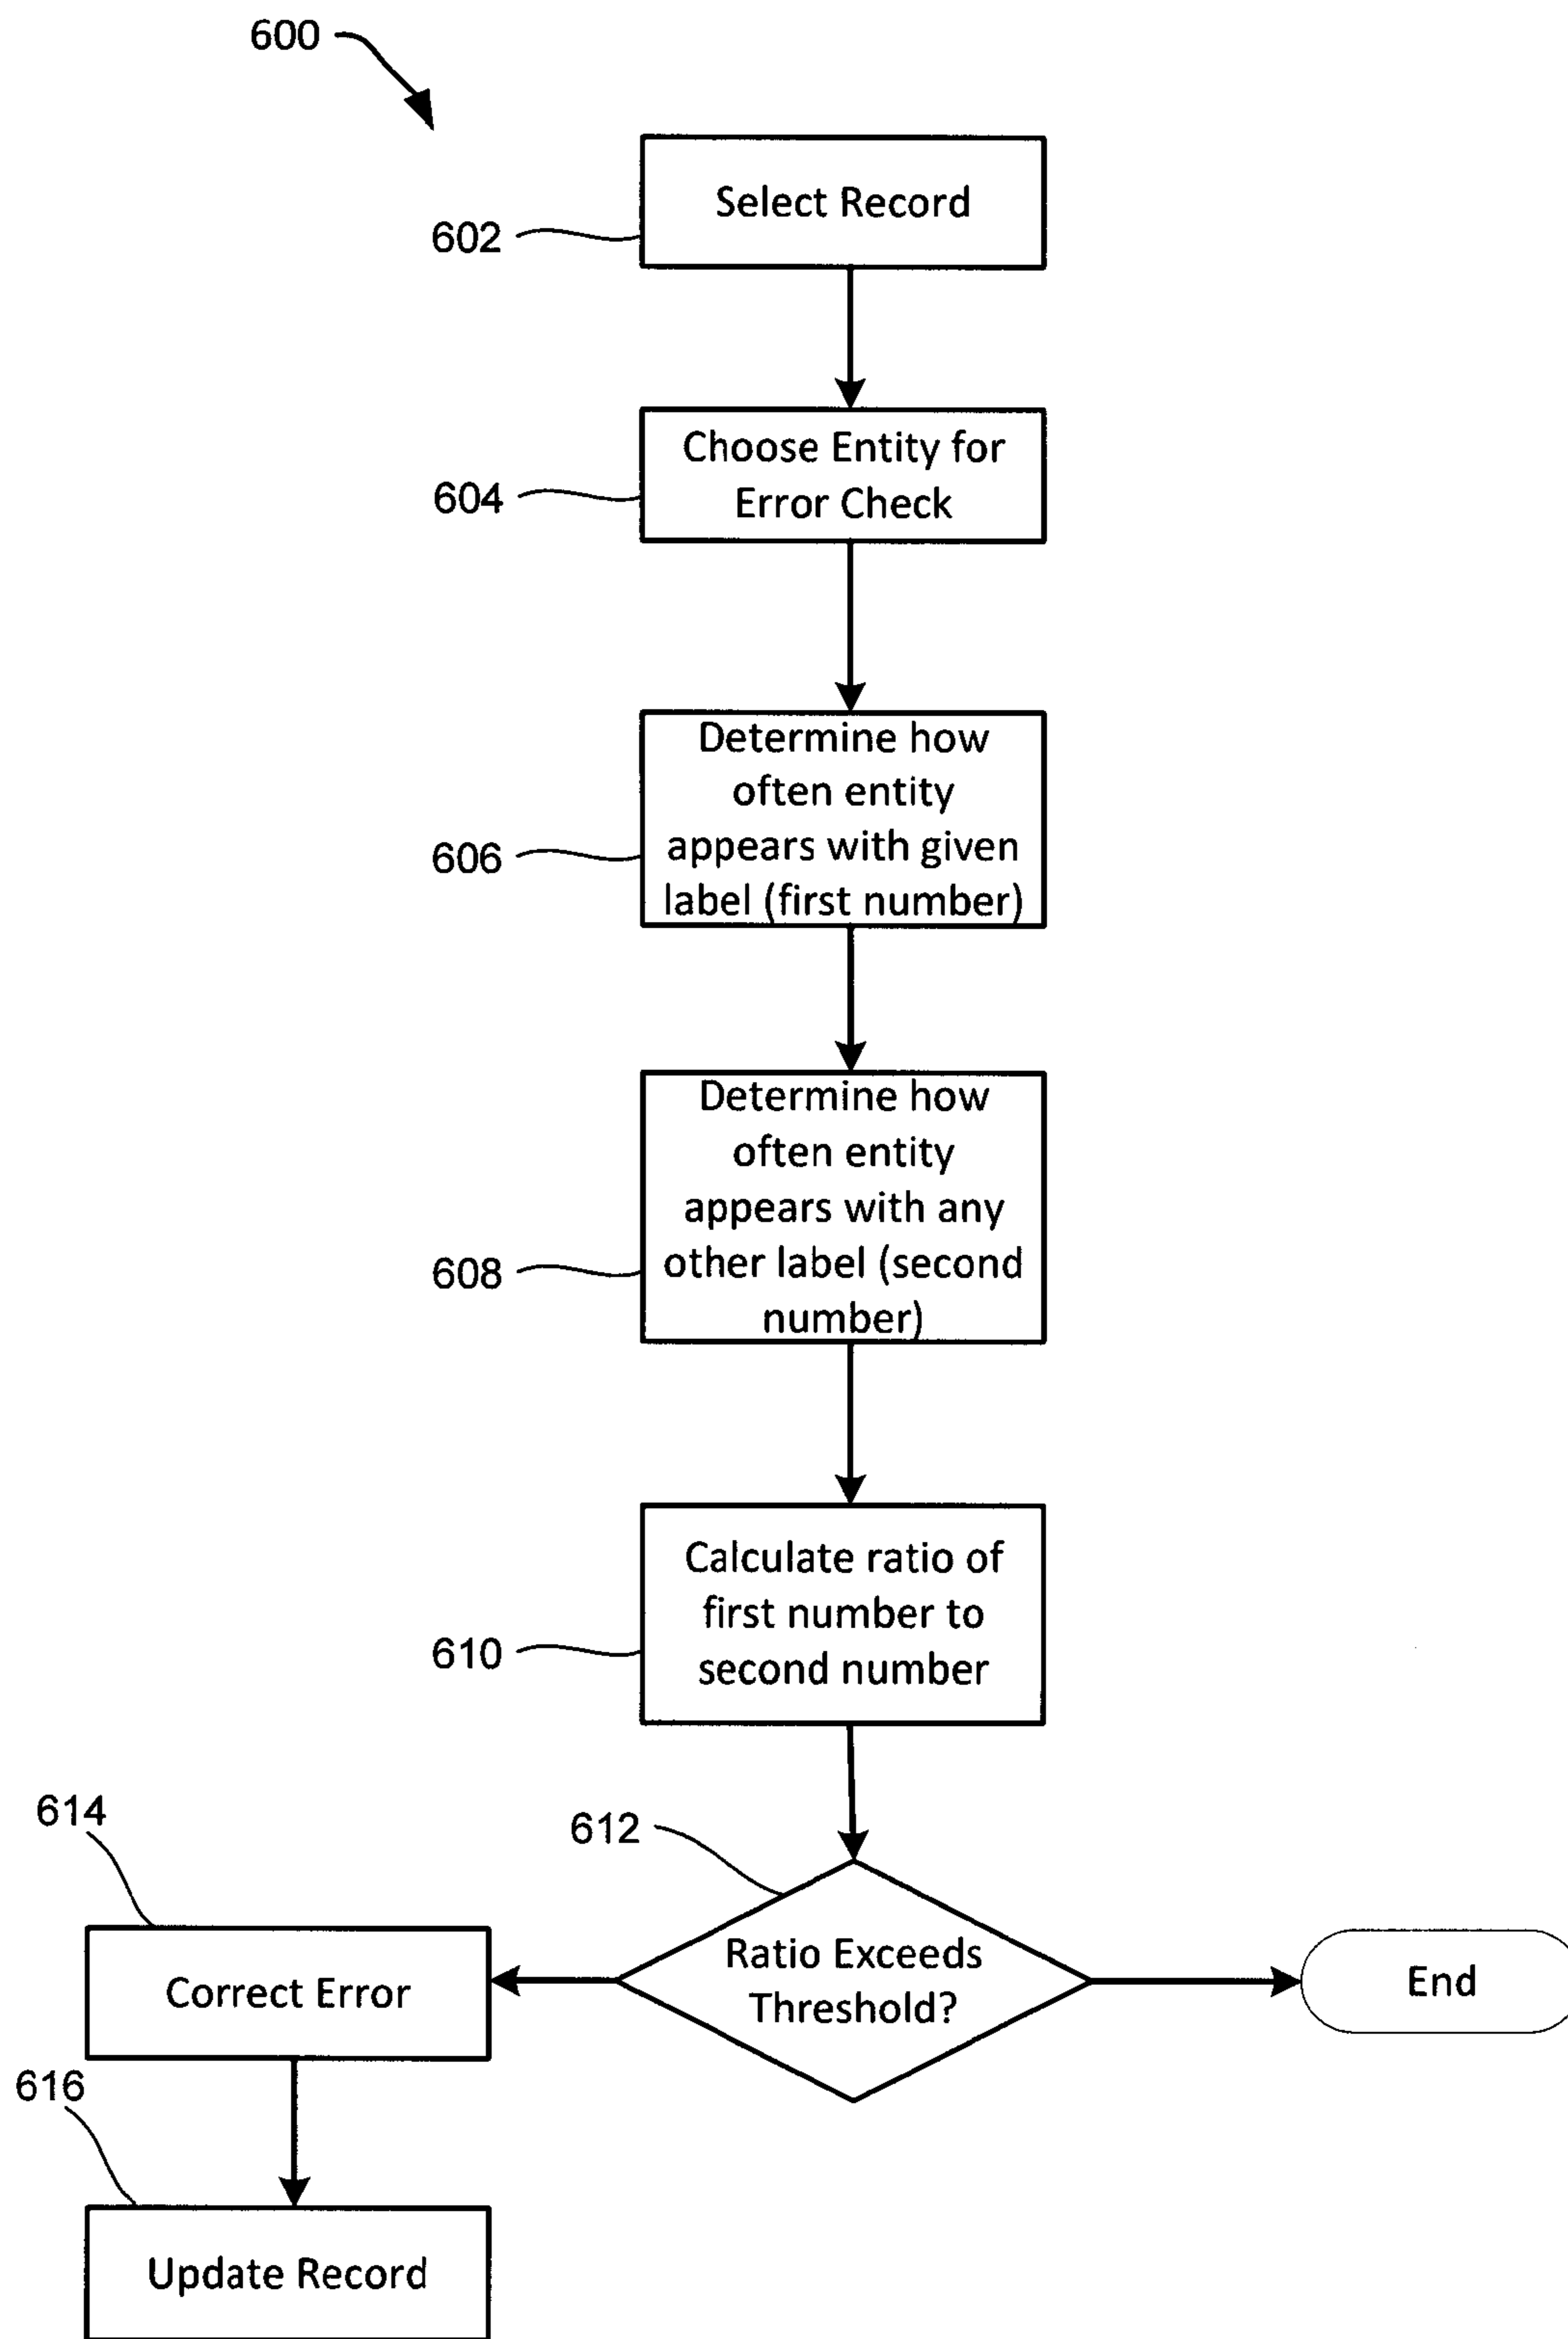 600
Select Record
602
Choose Entity for
Error Check
604
Determine how
often entity
appears with given
label (first number)
606
Determine how
often entity
appears with any
other label (second
number)
608
Calculate ratio of
first number to
second number
610
614
612
Ratio Exceeds
Threshold?
Correct Error
End
616
Update Record